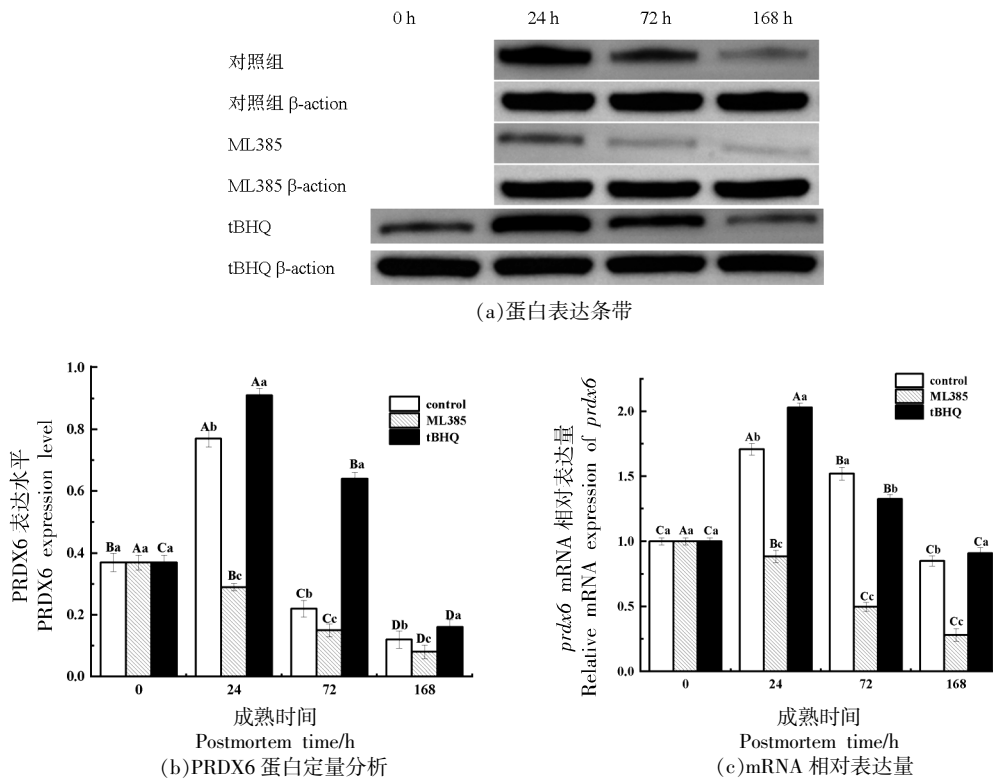 0 h 24 h 72 h 168 h
对照组
对照组 β-action
ML385
ML385 β-action
tBHQ
tBHQ β-action
(a)蛋白表达条带
PRDX6 表达水平
PRDX6 expression level
1.0
0.8
0.6
0.4
0.2
0.0
Ba Aa Ca
Ab Bc Aa
Cb Cc Ba
Db Dc Da
control
ML385
tBHQ
0 24 72 168
成熟时间
Postmortem time/h
(b)PRDX6 蛋白定量分析
prdx6 mRNA 相对表达量
Relative mRNA expression of prdx6
2.0
1.5
1.0
0.5
0.0
Ca Aa Ca
Ab Bc Aa
Ba Cc Bb
Cb Cc Ca
control
ML385
tBHQ
0 24 72 168
成熟时间
Postmortem time/h
(c)mRNA 相对表达量